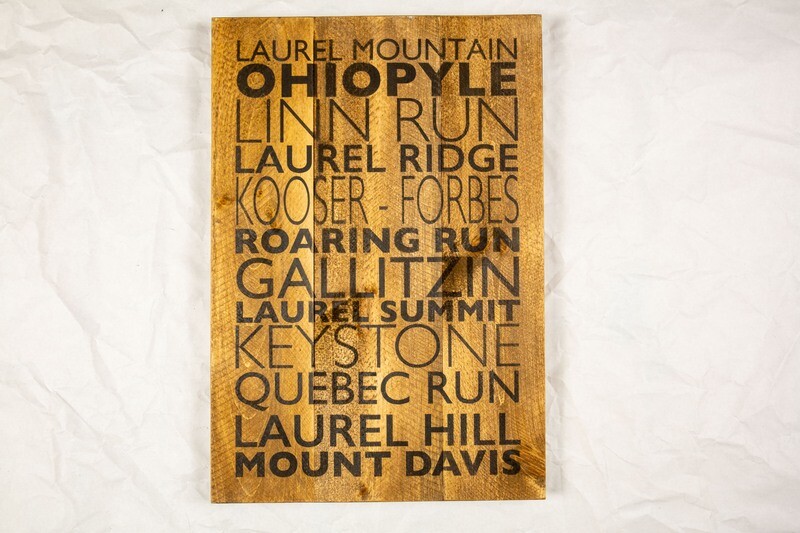 LAUREL MOUNTAIN
OHIOPYLE
LINN RUN
LAUREL RIDGE
KOOSER - FORBES
ROARING RUN
GALLITZIN
LAUREL SUMMIT
KEYSTONE
QUEBEC RUN
LAUREL HILL
MOUNT DAVIS